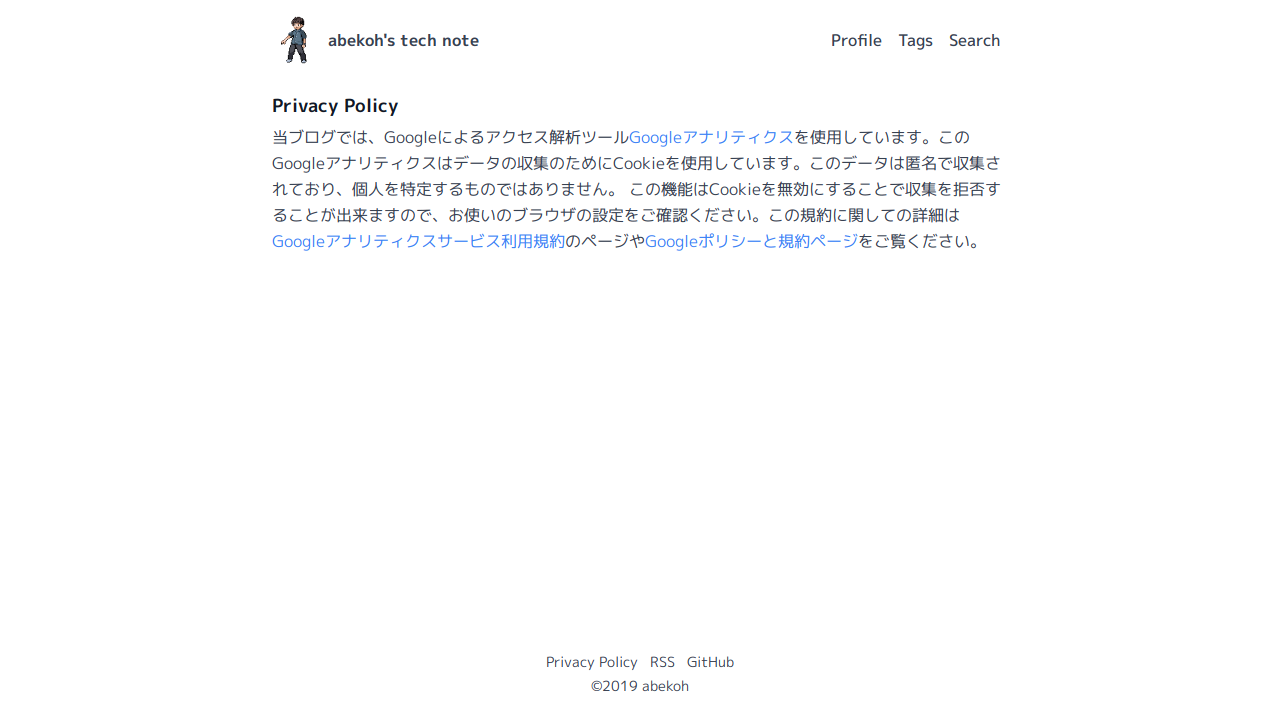 abekoh's tech note
Profile Tags Search
Privacy Policy
当ブログでは、Googleによるアクセス解析ツールGoogleアナリティクスを使用しています。この
Googleアナリティクスはデータの収集のためにCookieを使用しています。このデータは匿名で収集さ
れており、個人を特定するものではありません。 この機能はCookieを無効にすることで収集を拒否す
ることが出来ますので、お使いのブラウザの設定をご確認ください。この規約に関しての詳細は
Googleアナリティクスサービス利用規約のページやGoogleポリシーと規約ページをご覧ください。
Privacy Policy RSS GitHub
©2019 abekoh